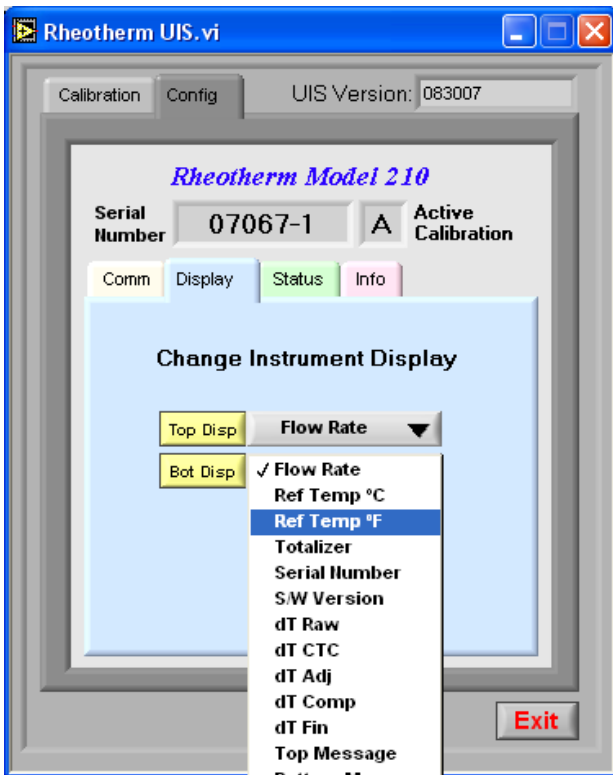 Rheotherm UIS.vi
Calibration Config UIS Version: 083007
Rheotherm Model 210
Serial Number 07067-1 A Active Calibration
Comm Display Status Info
Change Instrument Display
Top Disp Flow Rate
Bot Disp ✓ Flow Rate
Ref Temp °C
Ref Temp °F
Totalizer
Serial Number
S/W Version
dT Raw
dT CTC
dT Adj
dT Comp
dT Fin
Top Message
Exit